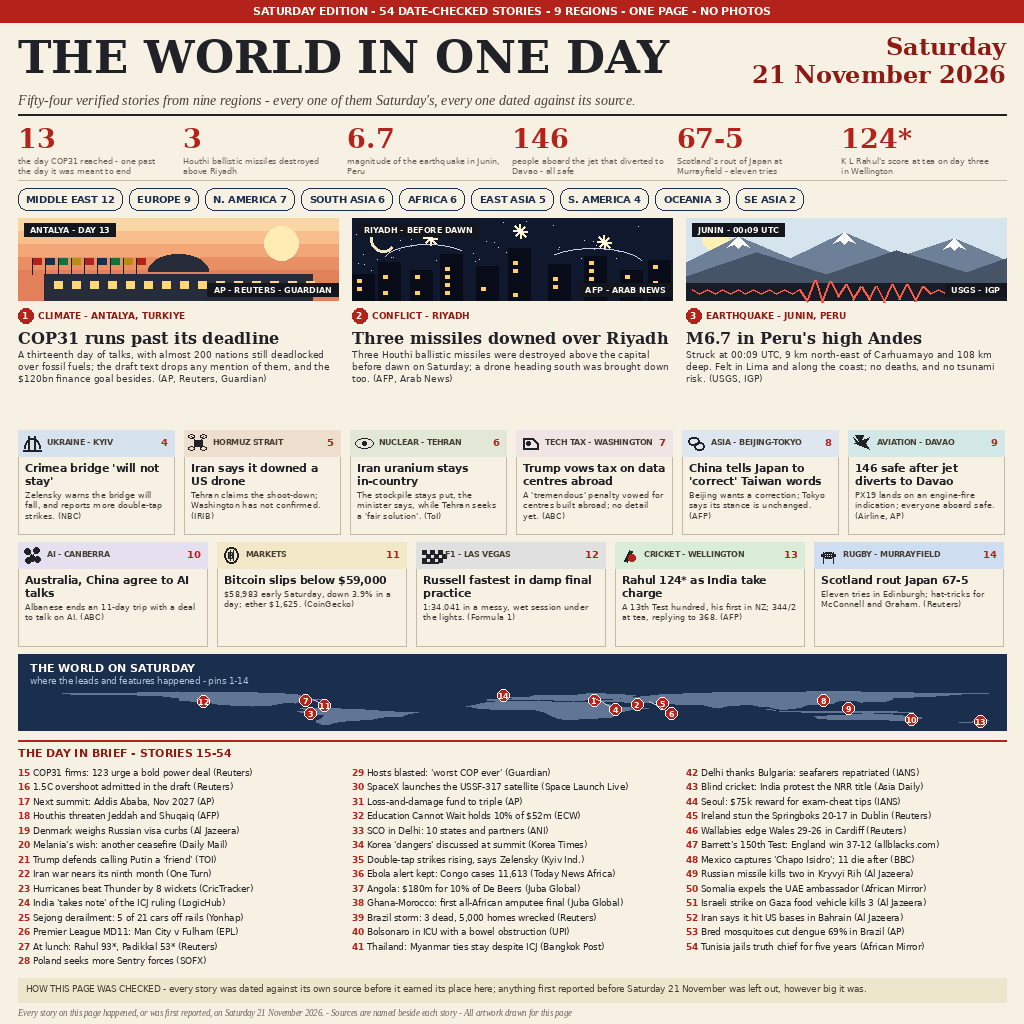 SATURDAY EDITION - 54 DATE-CHECKED STORIES - 9 REGIONS - ONE PAGE - NO PHOTOS
THE WORLD IN ONE DAY
Saturday
21 November 2026
Fifty-four verified stories from nine regions - every one of them Saturday's, every one dated against its source.
13
the day COP31 reached - one past
the day it was meant to end
3
Houthi ballistic missiles destroyed
above Riyadh
6.7
magnitude of the earthquake in Junin,
Peru
146
people aboard the jet that diverted to
Davao - all safe
67-5
Scotland's rout of Japan at
Murrayfield - eleven tries
124*
K L Rahul's score at tea on day three
in Wellington
MIDDLE EAST 12
EUROPE 9
N. AMERICA 7
SOUTH ASIA 6
AFRICA 6
EAST ASIA 5
S. AMERICA 4
OCEANIA 3
SE ASIA 2
ANTALYA - DAY 13
AP - REUTERS - GUARDIAN
1 CLIMATE - ANTALYA, TURKIYE
COP31 runs past its deadline
A thirteenth day of talks, with almost 200 nations still deadlocked
over fossil fuels; the draft text drops any mention of them, and the
$120bn finance goal besides. (AP, Reuters, Guardian)
RIYADH - BEFORE DAWN
AFP - ARAB NEWS
2 CONFLICT - RIYADH
Three missiles downed over Riyadh
Three Houthi ballistic missiles were destroyed above the capital
before dawn on Saturday; a drone heading south was brought down
too. (AFP, Arab News)
JUNIN - 00:09 UTC
USGS - IGP
3 EARTHQUAKE - JUNIN, PERU
M6.7 in Peru's high Andes
Struck at 00:09 UTC, 9 km north-east of Carhuamayo and 108 km
deep. Felt in Lima and along the coast; no deaths, and no tsunami
risk. (USGS, IGP)
UKRAINE - KYIV 4
Crimea bridge 'will not
stay'
Zelensky warns the bridge will
fall, and reports more double-tap
strikes. (NBC)
HORMUZ STRAIT 5
Iran says it downed a
US drone
Tehran claims the shoot-down;
Washington has not confirmed.
(IRIB)
NUCLEAR - TEHRAN 6
Iran uranium stays
in-country
The stockpile stays put, the
minister says, while Tehran seeks
a 'fair solution'. (ToI)
TECH TAX - WASHINGTON 7
Trump vows tax on data
centres abroad
A 'tremendous' penalty vowed for
centres built abroad; no detail
yet. (ABC)
ASIA - BEIJING-TOKYO 8
China tells Japan to
'correct' Taiwan words
Beijing wants a correction; Tokyo
says its stance is unchanged.
(AFP)
AVIATION - DAVAO 9
146 safe after jet
diverts to Davao
PX19 lands on an engine-fire
indication; everyone aboard safe.
(Airline, AP)
AI - CANBERRA 10
Australia, China agree to AI
talks
Albanese ends an 11-day trip with a deal
to talk on AI. (ABC)
MARKETS 11
Bitcoin slips below $59,000
$58,983 early Saturday, down 3.9% in a
day; ether $1,625. (CoinGecko)
F1 - LAS VEGAS 12
Russell fastest in damp final
practice
1:34.041 in a messy, wet session under
the lights. (Formula 1)
CRICKET - WELLINGTON 13
Rahul 124* as India take
charge
A 13th Test hundred, his first in NZ; 344/2
at tea, replying to 368. (AFP)
RUGBY - MURRAYFIELD 14
Scotland rout Japan 67-5
Eleven tries in Edinburgh; hat-tricks for
McConnell and Graham. (Reuters)
THE WORLD ON SATURDAY
where the leads and features happened - pins 1-14
12 7 3 11 14 1 4 2 5 6 8 9 10 13
THE DAY IN BRIEF - STORIES 15-54
15 COP31 firms: 123 urge a bold power deal (Reuters)
16 1.5C overshoot admitted in the draft (Reuters)
17 Next summit: Addis Ababa, Nov 2027 (AP)
18 Houthis threaten Jeddah and Shuqaiq (AFP)
19 Denmark weighs Russian visa curbs (Al Jazeera)
20 Melania's wish: another ceasefire (Daily Mail)
21 Trump defends calling Putin a 'friend' (TOI)
22 Iran war nears its ninth month (One Turn)
23 Hurricanes beat Thunder by 8 wickets (CricTracker)
24 India 'takes note' of the ICJ ruling (LogicHub)
25 Sejong derailment: 5 of 21 cars off rails (Yonhap)
26 Premier League MD11: Man City v Fulham (EPL)
27 At lunch: Rahul 93*, Padikkal 53* (Reuters)
28 Poland seeks more Sentry forces (SOFX)
29 Hosts blasted: 'worst COP ever' (Guardian)
30 SpaceX launches the USSF-317 satellite (Space Launch Live)
31 Loss-and-damage fund to triple (AP)
32 Education Cannot Wait holds 10% of $52m (ECW)
33 SCO in Delhi: 10 states and partners (ANI)
34 Korea 'dangers' discussed at summit (Korea Times)
35 Double-tap strikes rising, says Zelensky (Kyiv Ind.)
36 Ebola alert kept: Congo cases 11,613 (Today News Africa)
37 Angola: $180m for 10% of De Beers (Juba Global)
38 Ghana-Morocco: first all-African amputee final (Juba Global)
39 Brazil storm: 3 dead, 5,000 homes wrecked (Reuters)
40 Bolsonaro in ICU with a bowel obstruction (UPI)
41 Thailand: Myanmar ties stay despite ICJ (Bangkok Post)
42 Delhi thanks Bulgaria: seafarers repatriated (IANS)
43 Blind cricket: India protest the NRR title (Asia Daily)
44 Seoul: $75k reward for exam-cheat tips (IANS)
45 Ireland stun the Springboks 20-17 in Dublin (Reuters)
46 Wallabies edge Wales 29-26 in Cardiff (Reuters)
47 Barrett's 150th Test: England win 37-12 (allblacks.com)
48 Mexico captures 'Chapo Isidro'; 11 die after (BBC)
49 Russian missile kills two in Kryvyi Rih (Al Jazeera)
50 Somalia expels the UAE ambassador (African Mirror)
51 Israeli strike on Gaza food vehicle kills 3 (Al Jazeera)
52 Iran says it hit US bases in Bahrain (Al Jazeera)
53 Bred mosquitoes cut dengue 69% in Brazil (AP)
54 Tunisia jails truth chief for five years (African Mirror)
HOW THIS PAGE WAS CHECKED - every story was dated against its own source before it earned its place here; anything first reported before Saturday 21 November was left out, however big it was.
Every story on this page happened, or was first reported, on Saturday 21 November 2026. - Sources are named beside each story - All artwork drawn for this page